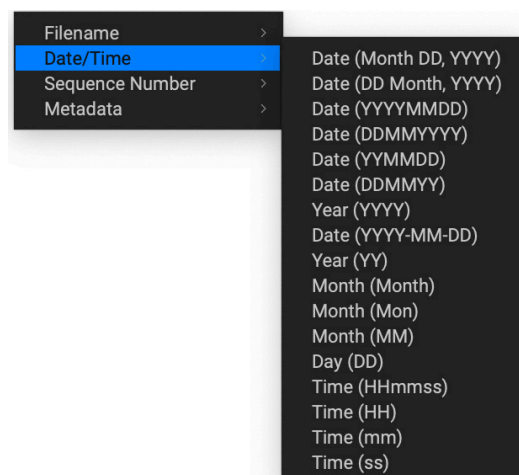 Filename
Date/Time
Sequence Number
Metadata
Date (Month DD, YYYY)
Date (DD Month, YYYY)
Date (YYYYMMDD)
Date (DDMMYYYY)
Date (YYMMDD)
Date (DDMMYY)
Year (YYYY)
Date (YYYY-MM-DD)
Year (YY)
Month (Month)
Month (Mon)
Month (MM)
Day (DD)
Time (HHmmss)
Time (HH)
Time (mm)
Time (ss)